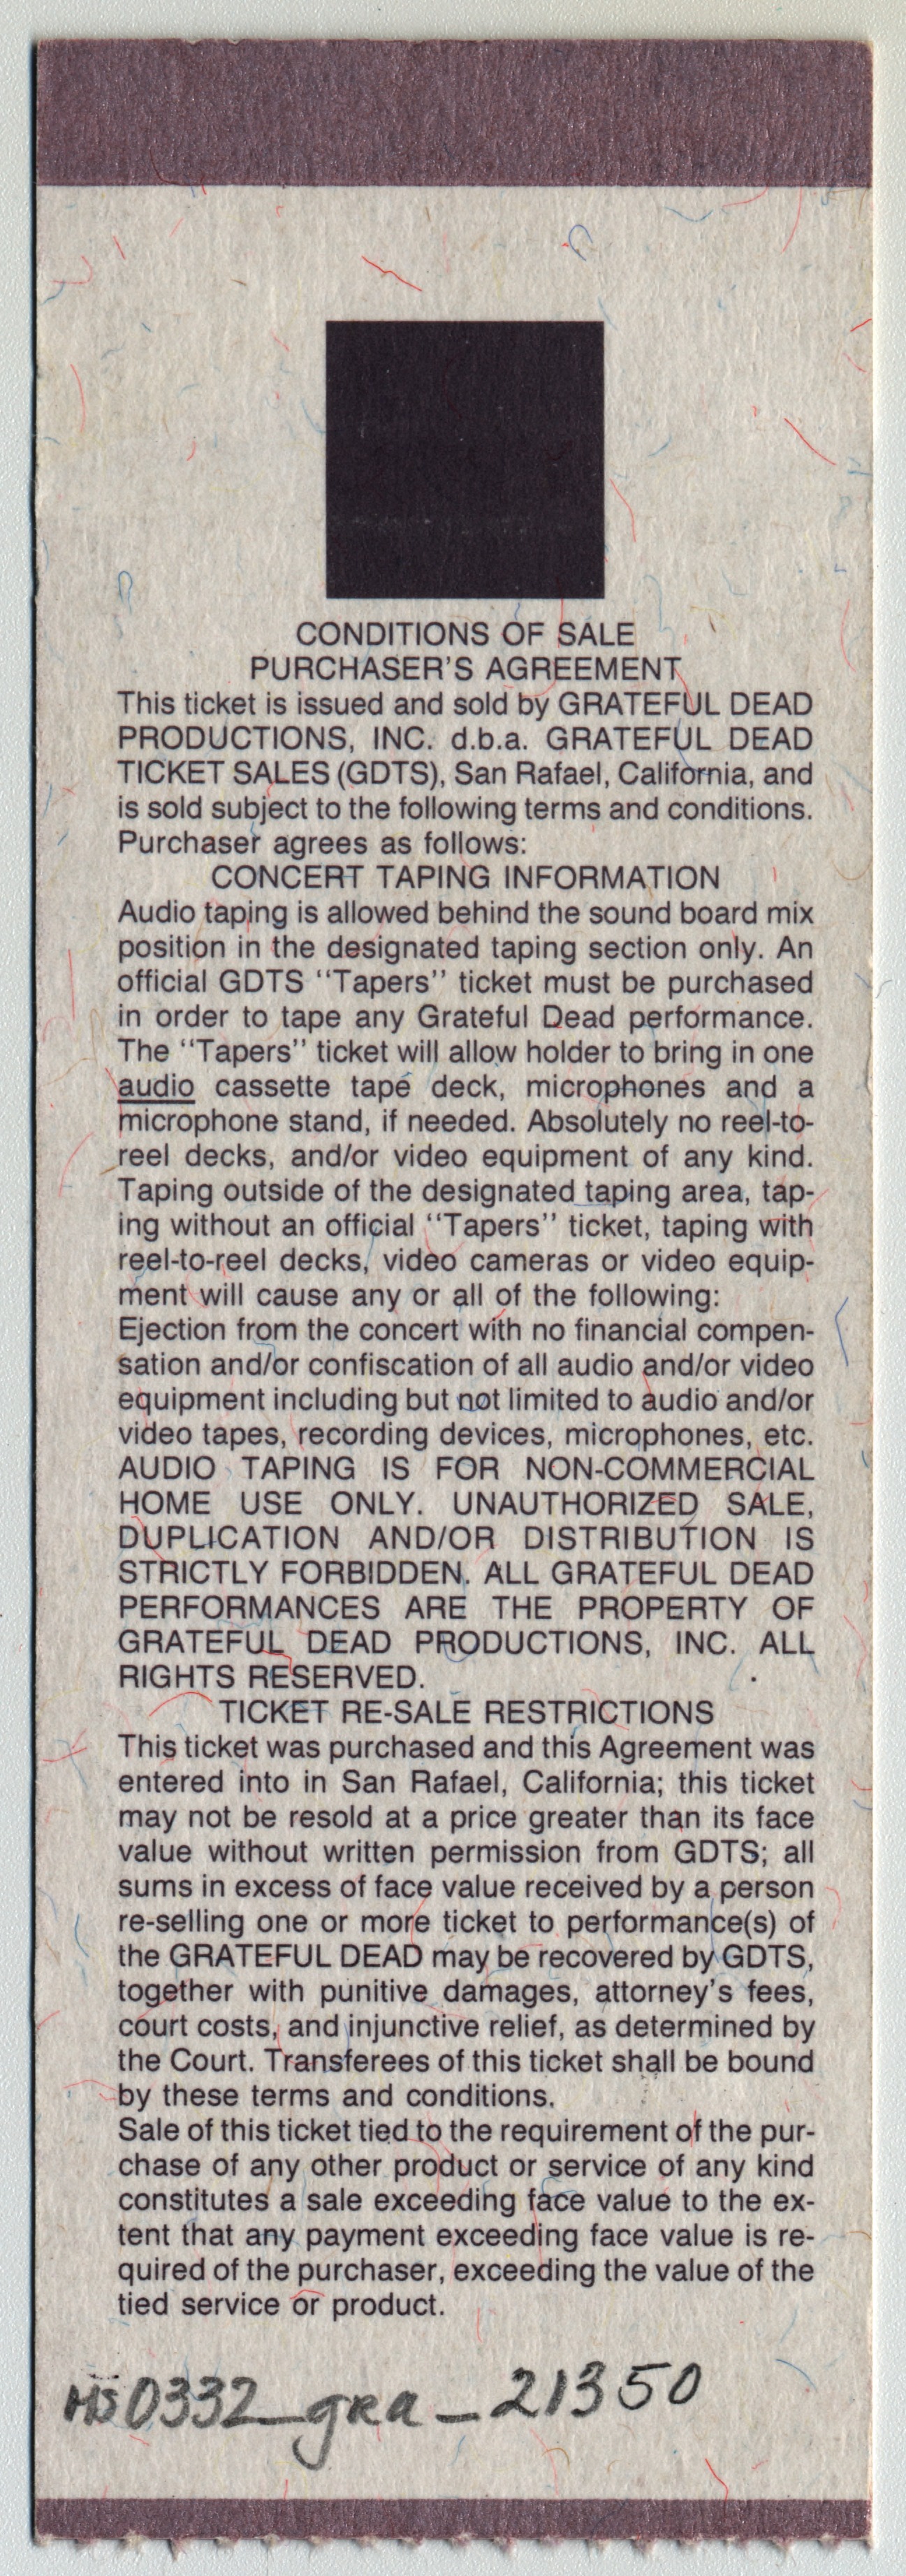 CONDITIONS OF SALE
PURCHASER'S AGREEMENT
This ticket is issued and sold by GRATEFUL DEAD
PRODUCTIONS, INC. d.b.a. GRATEFUL DEAD
TICKET SALES (GDTS), San Rafael, California, and
is sold subject to the following terms and conditions.
Purchaser agrees as follows:
CONCERT TAPING INFORMATION
Audio taping is allowed behind the sound board mix
position in the designated taping section only. An
official GDTS "Tapers" ticket must be purchased
in order to tape any Grateful Dead performance.
The "Tapers" ticket will allow holder to bring in one
audio cassette tape deck, microphones and a
microphone stand, if needed. Absolutely no reel-to-
reel decks, and/or video equipment of any kind.
Taping outside of the designated taping area, tap-
ing without an official "Tapers" ticket, taping with
reel-to-reel decks, video cameras or video equip-
ment will cause any or all of the following:
Ejection from the concert with no financial compen-
sation and/or confiscation of all audio and/or video
equipment including but not limited to audio and/or
video tapes, recording devices, microphones, etc.
AUDIO TAPING IS FOR NON-COMMERCIAL
HOME USE ONLY. UNAUTHORIZED SALE,
DUPLICATION AND/OR DISTRIBUTION IS
STRICTLY FORBIDDEN. ALL GRATEFUL DEAD
PERFORMANCES ARE THE PROPERTY OF
GRATEFUL DEAD PRODUCTIONS, INC. ALL
RIGHTS RESERVED.
TICKET RE-SALE RESTRICTIONS
This ticket was purchased and this Agreement was
entered into in San Rafael, California; this ticket
may not be resold at a price greater than its face
value without written permission from GDTS; all
sums in excess of face value received by a person
re-selling one or more ticket to performance(s) of
the GRATEFUL DEAD may be recovered by GDTS,
together with punitive damages, attorney's fees,
court costs, and injunctive relief, as determined by
the Court. Transferees of this ticket shall be bound
by these terms and conditions.
Sale of this ticket tied to the requirement of the pur-
chase of any other product or service of any kind
constitutes a sale exceeding face value to the ex-
tent that any payment exceeding face value is re-
quired of the purchaser, exceeding the value of the
tied service or product.
MS0332_gra_21350